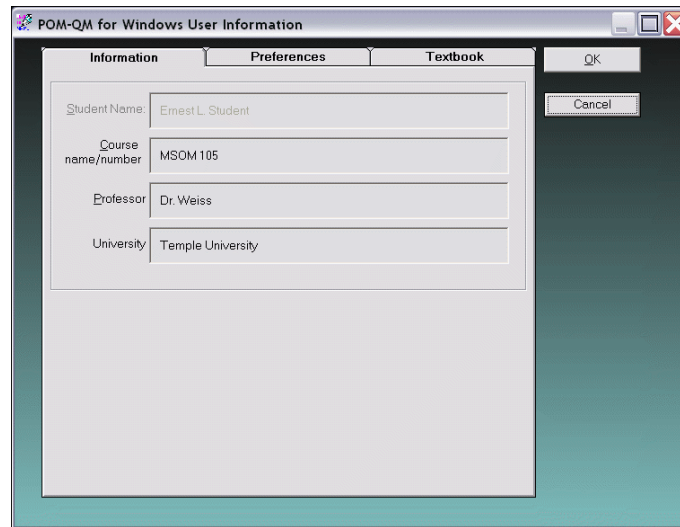 POM-QM for Windows User Information
Information Preferences Textbook
OK
Cancel
Student Name: Ernest L. Student
Course
name/number MSOM 105
Professor Dr. Weiss
University Temple University